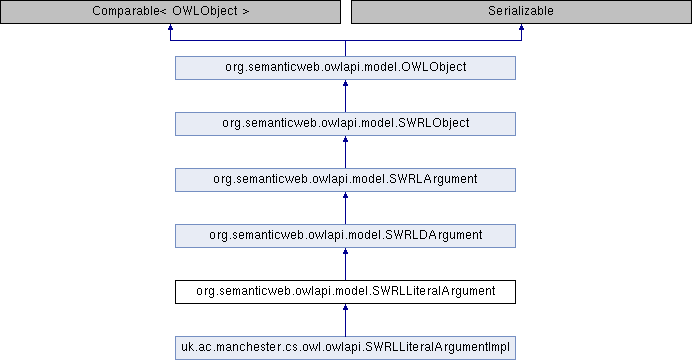 Comparable< OWLObject >
Serializable
org.semanticweb.owlapi.model.OWLObject
org.semanticweb.owlapi.model.SWRLObject
org.semanticweb.owlapi.model.SWRLArgument
org.semanticweb.owlapi.model.SWRLDArgument
org.semanticweb.owlapi.model.SWRLLiteralArgument
uk.ac.manchester.cs.owl.owlapi.SWRLLiteralArgumentImpl